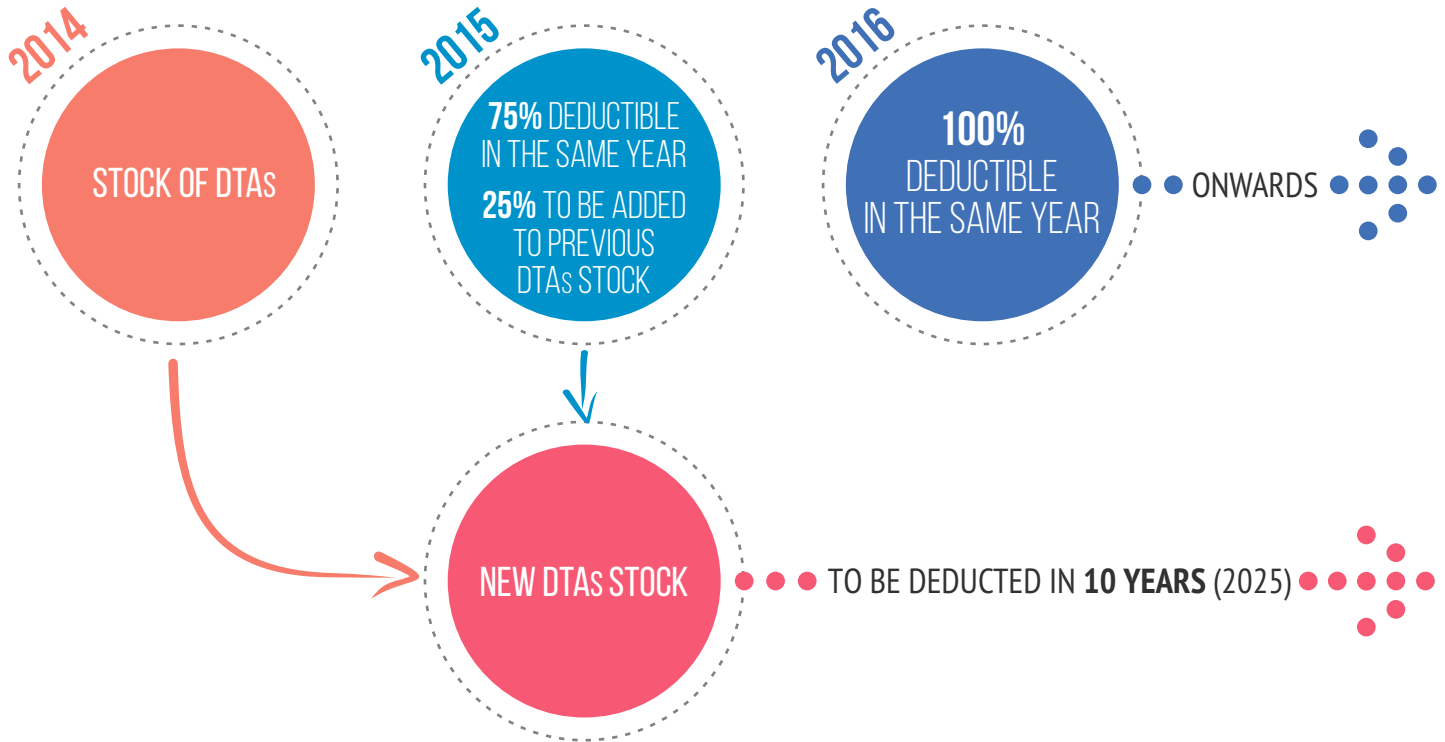 2014
STOCK OF DTAs
2015
75% DEDUCTIBLE
IN THE SAME YEAR
25% TO BE ADDED
TO PREVIOUS
DTAs STOCK
2016
100%
DEDUCTIBLE
IN THE SAME YEAR
ONWARDS
NEW DTAs STOCK
TO BE DEDUCTED IN 10 YEARS (2025)